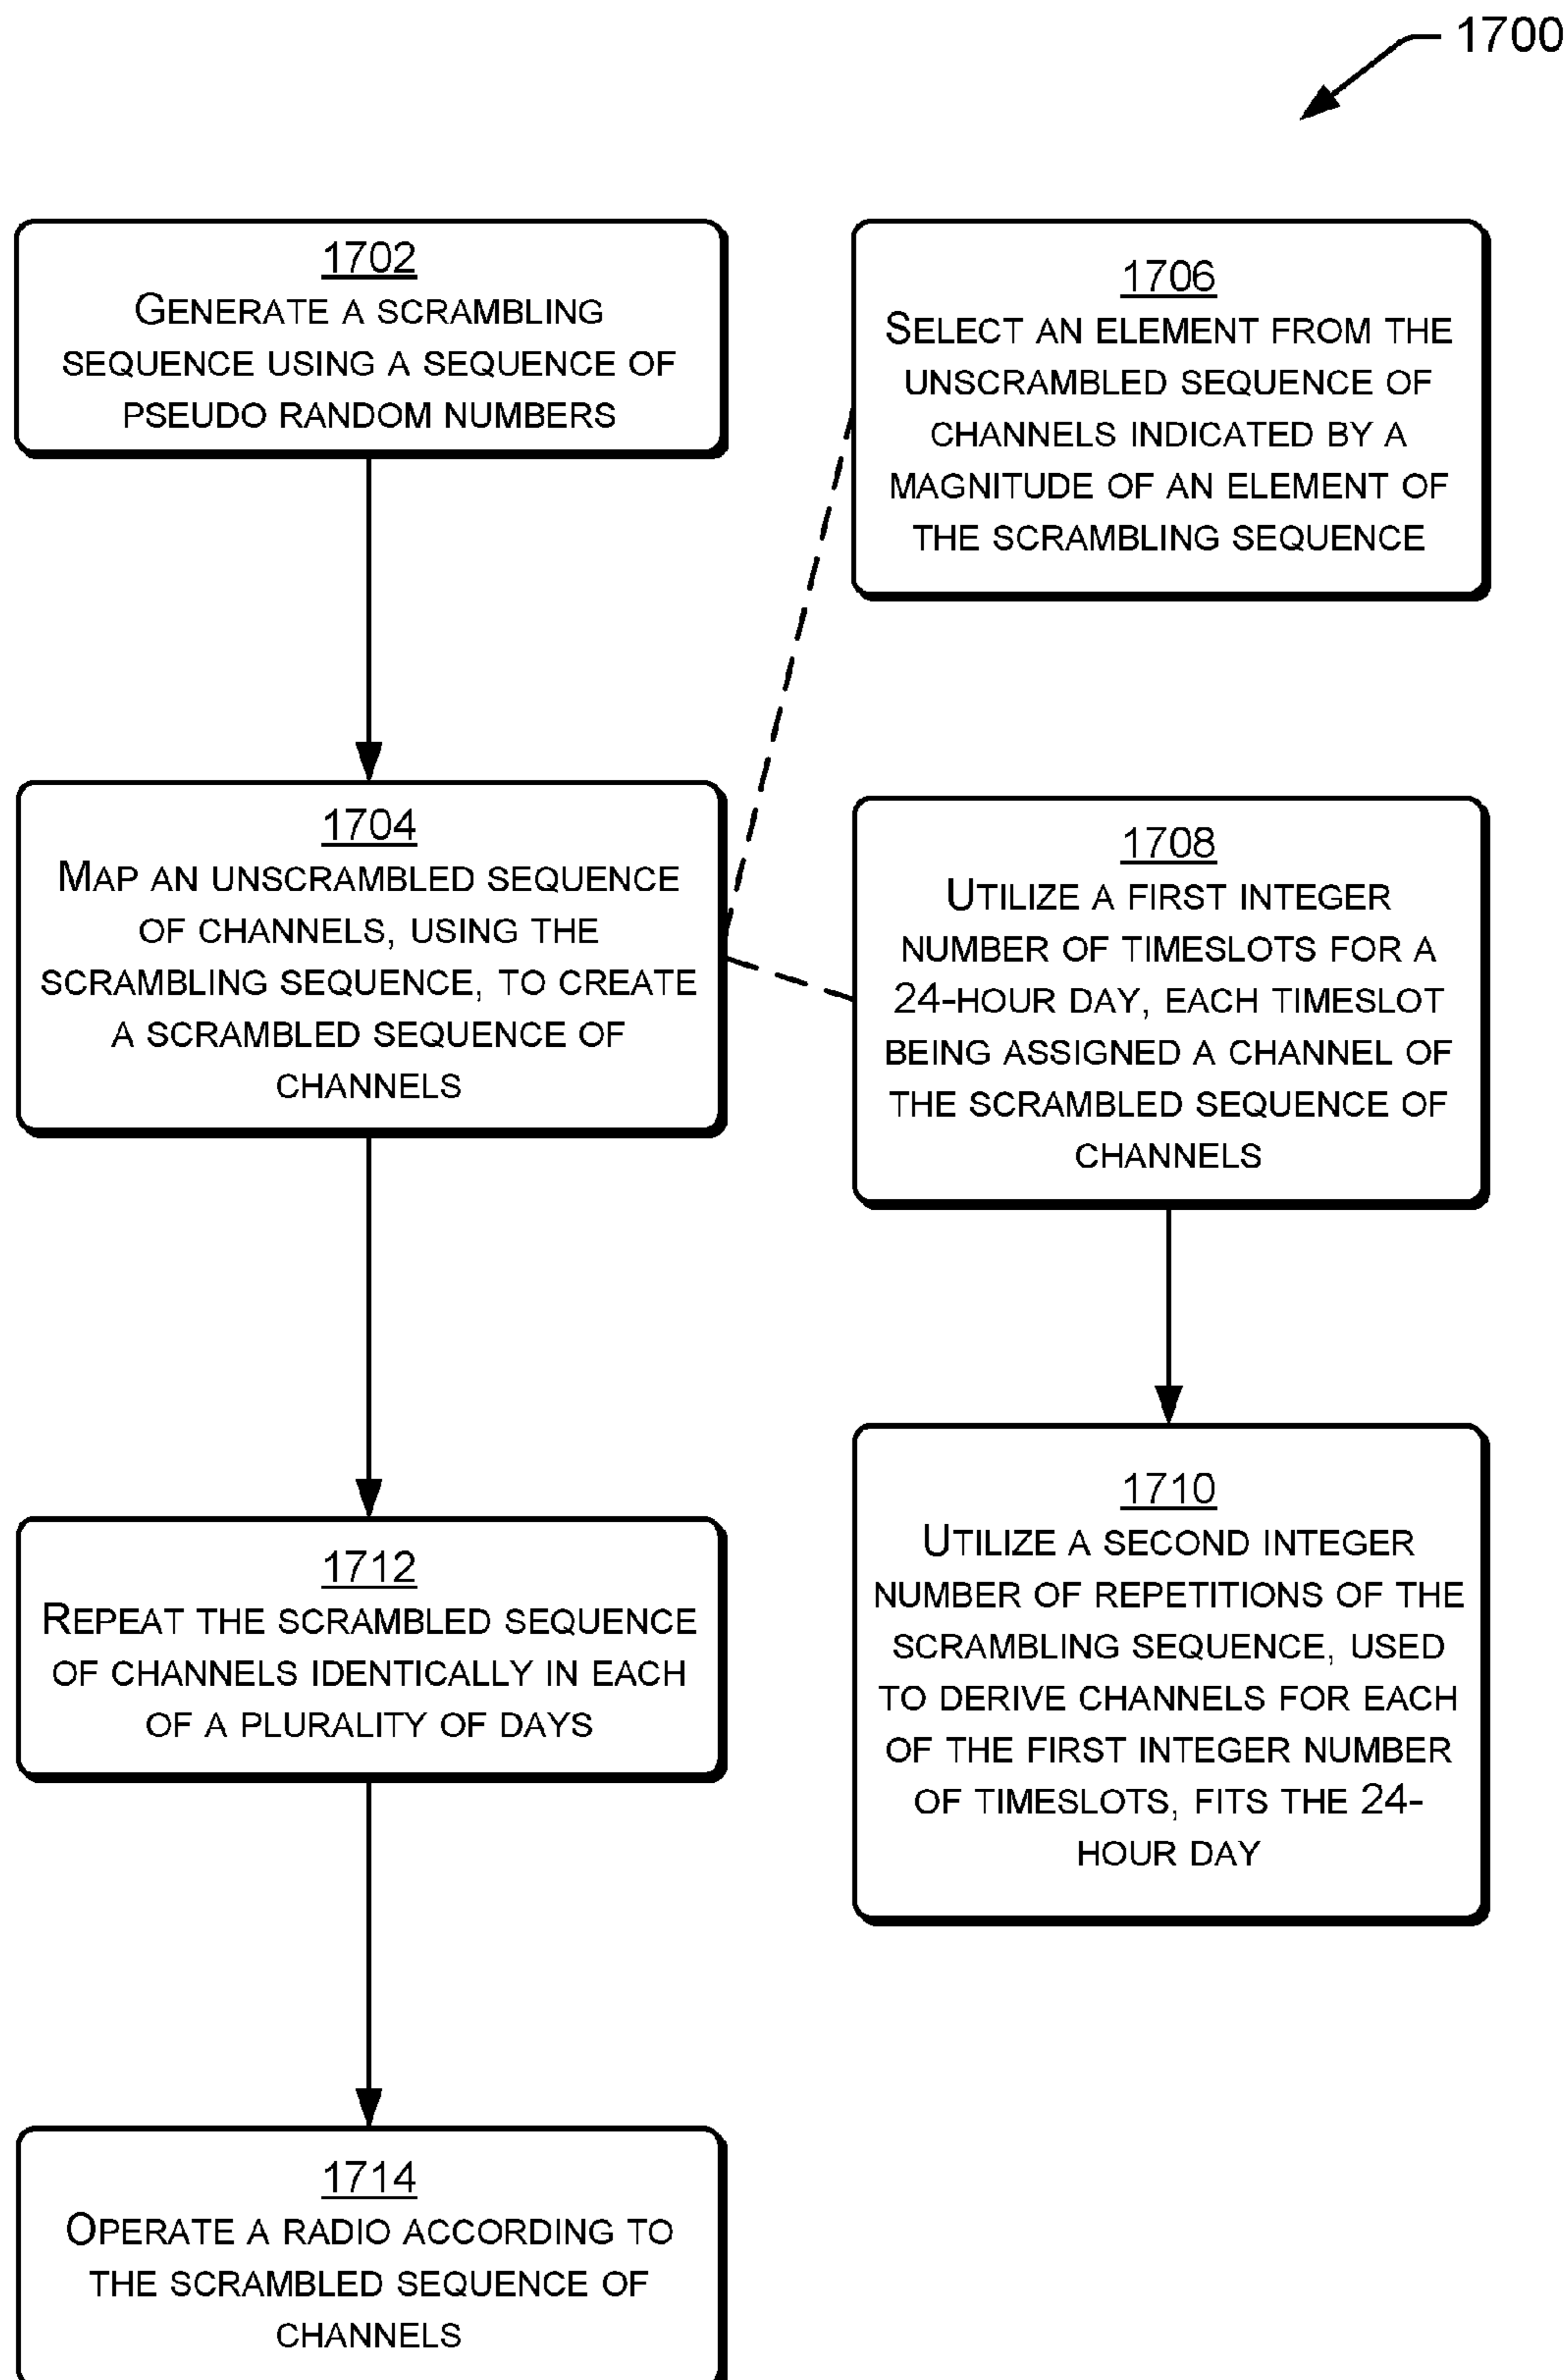 1700
1702
GENERATE A SCRAMBLING
SEQUENCE USING A SEQUENCE OF
PSEUDO RANDOM NUMBERS
1706
SELECT AN ELEMENT FROM THE
UNSCRAMBLED SEQUENCE OF
CHANNELS INDICATED BY A
MAGNITUDE OF AN ELEMENT OF
THE SCRAMBLING SEQUENCE
1704
MAP AN UNSCRAMBLED SEQUENCE
OF CHANNELS, USING THE
SCRAMBLING SEQUENCE, TO CREATE
A SCRAMBLED SEQUENCE OF
CHANNELS
1708
UTILIZE A FIRST INTEGER
NUMBER OF TIMESLOTS FOR A
24-HOUR DAY, EACH TIMESLOT
BEING ASSIGNED A CHANNEL OF
THE SCRAMBLED SEQUENCE OF
CHANNELS
1710
UTILIZE A SECOND INTEGER
NUMBER OF REPETITIONS OF THE
SCRAMBLING SEQUENCE, USED
TO DERIVE CHANNELS FOR EACH
OF THE FIRST INTEGER NUMBER
OF TIMESLOTS, FITS THE 24-
HOUR DAY
1712
REPEAT THE SCRAMBLED SEQUENCE
OF CHANNELS IDENTICALLY IN EACH
OF A PLURALITY OF DAYS
1714
OPERATE A RADIO ACCORDING TO
THE SCRAMBLED SEQUENCE OF
CHANNELS